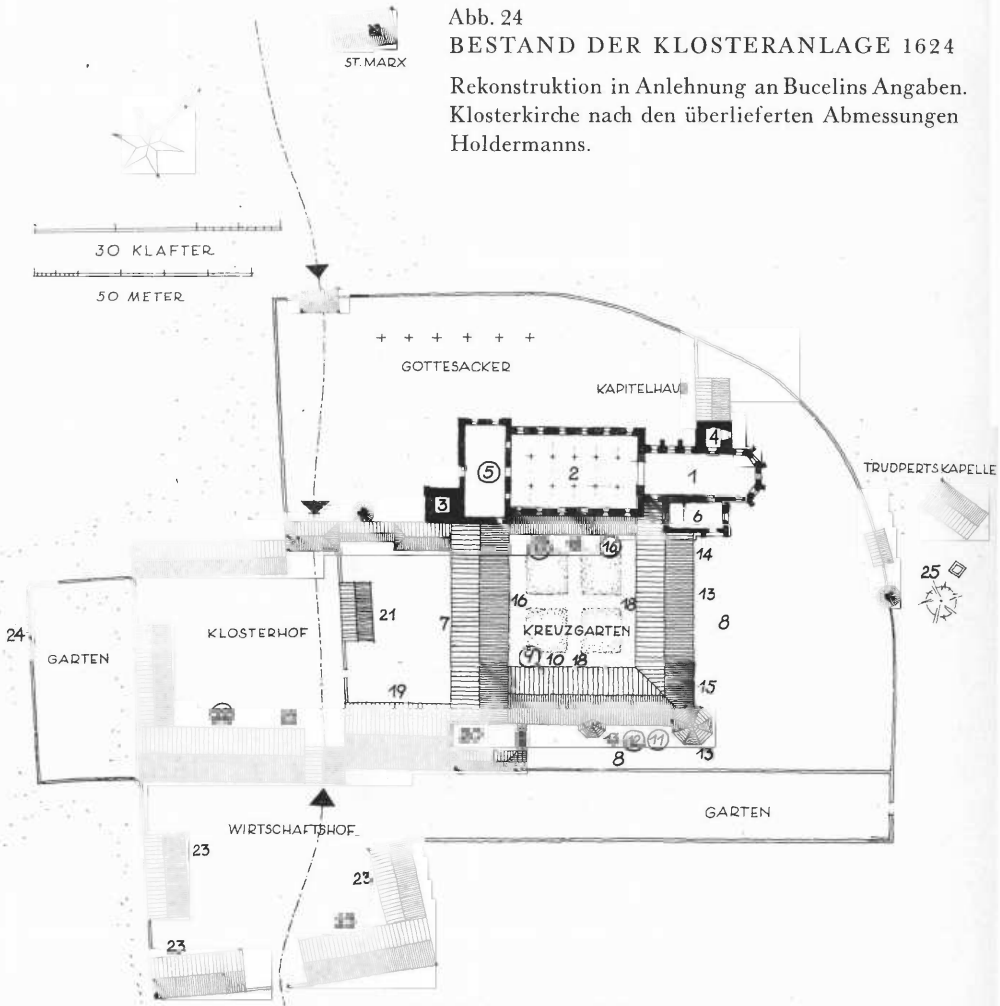 Abb. 24
BESTAND DER KLOSTERANLAGE 1624
Rekonstruktion in Anlehnung an Bucelins Angaben.
Klosterkirche nach den überlieferten Abmessungen
Holdermanns.
ST. MARX
30 KLAFTER
50 METER
GOTTESACKER
KAPITELHAU
4
5
2
1
TRUDPERTSKAPELLE
3
6
16
14
25
16
18
13
21
7
8
24
KLOSTERHOF
KREUZGARTEN
GARTEN
9 10 18
19
15
13 12 11
13
8
GARTEN
WIRTSCHAFTSHOF
23
23
23